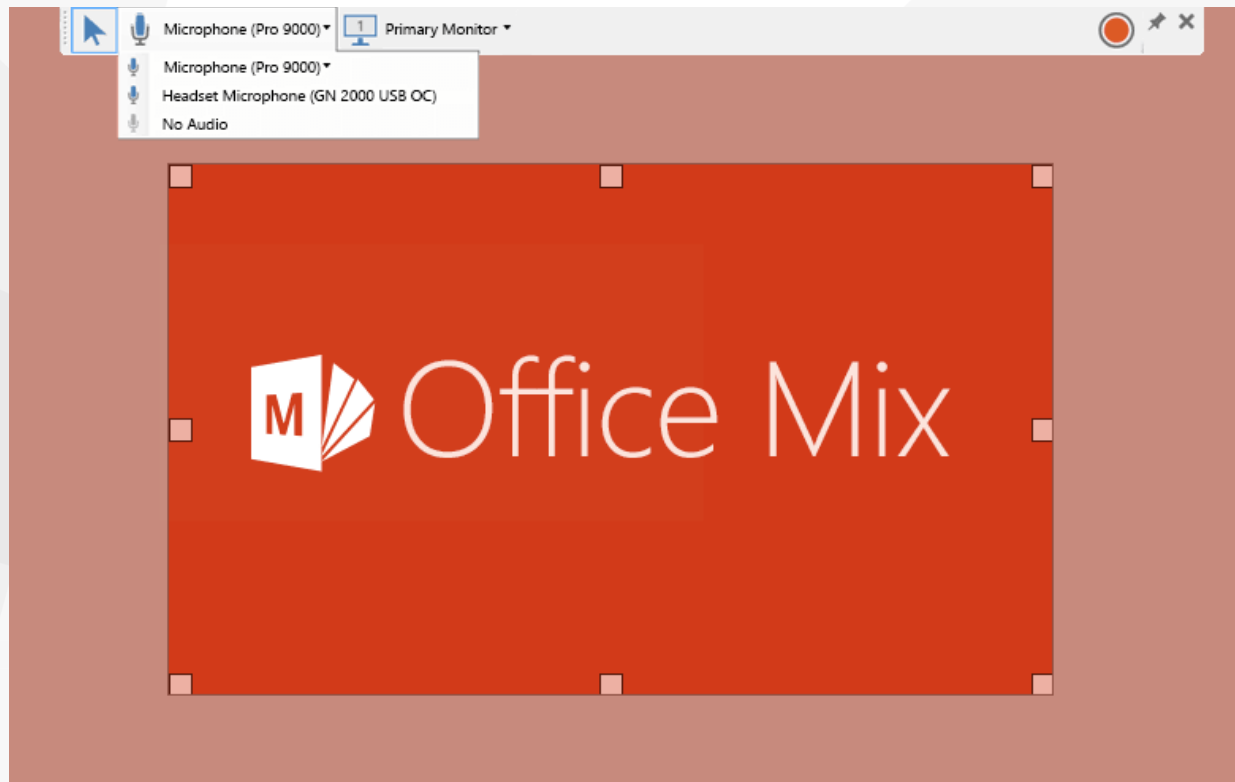 Microphone (Pro 9000)
1 Primary Monitor
Microphone (Pro 9000)
Headset Microphone (GN 2000 USB OC)
No Audio
M Office Mix